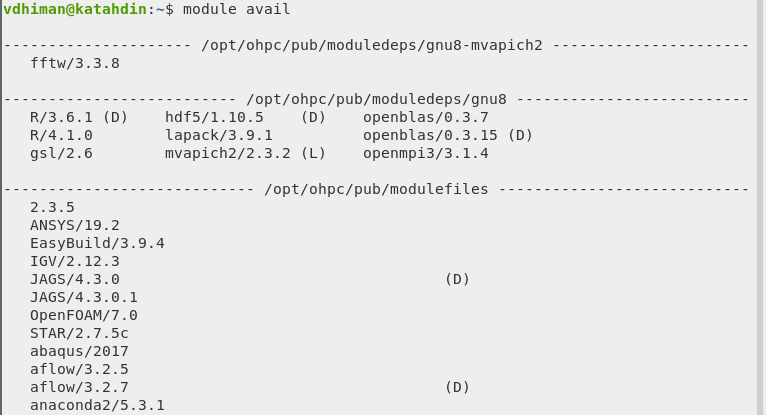 vdhiman@katahdin:~$ module avail
--------------------- /opt/ohpc/pub/moduledeps/gnu8-mvapich2 ----------------------
   fftw/3.3.8
-------------------------- /opt/ohpc/pub/moduledeps/gnu8 --------------------------
   R/3.6.1 (D)    hdf5/1.10.5    (D)    openblas/0.3.7
   R/4.1.0        lapack/3.9.1          openblas/0.3.15 (D)
   gsl/2.6        mvapich2/2.3.2 (L)    openmpi3/3.1.4
---------------------------- /opt/ohpc/pub/modulefiles ----------------------------
   2.3.5
   ANSYS/19.2
   EasyBuild/3.9.4
   IGV/2.12.3
   JAGS/4.3.0                                    (D)
   JAGS/4.3.0.1
   OpenFOAM/7.0
   STAR/2.7.5c
   abaqus/2017
   aflow/3.2.5
   aflow/3.2.7                                   (D)
   anaconda2/5.3.1